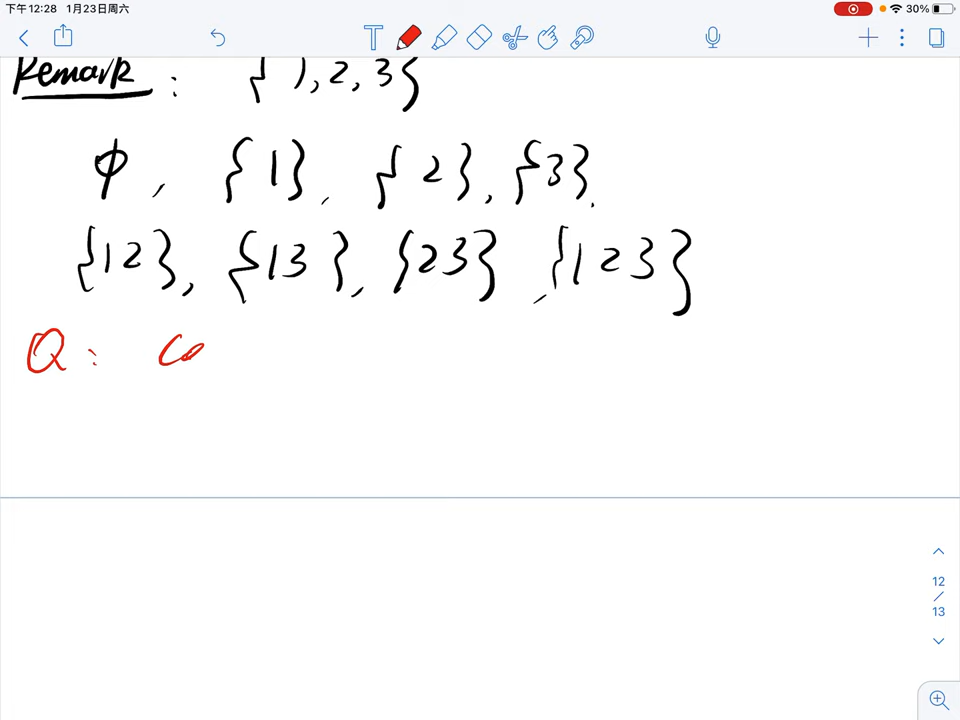 下午12:28 1月23日周六 30%
Remark : { 1, 2, 3}
ϕ , {1} , {2}, {3}.
{12}, {13}, {23}, {123}
Q : co
12
/
13